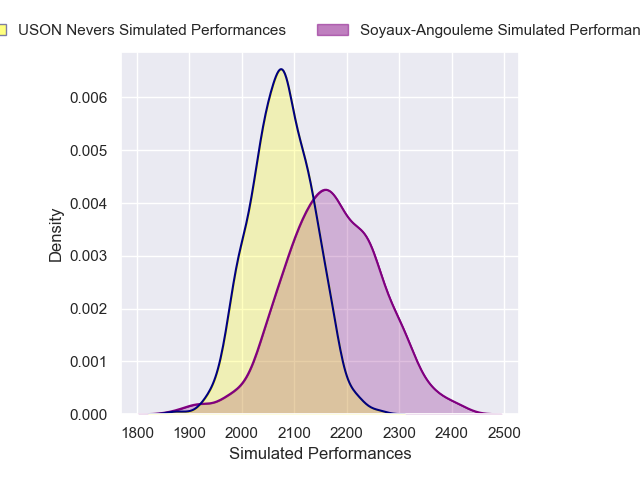 USON Nevers Simulated Performances
Soyaux-Angouleme Simulated Performan
0.006
0.005
0.004
0.003
0.002
0.001
0.000
Density
1800 1900 2000 2100 2200 2300 2400 2500
Simulated Performances